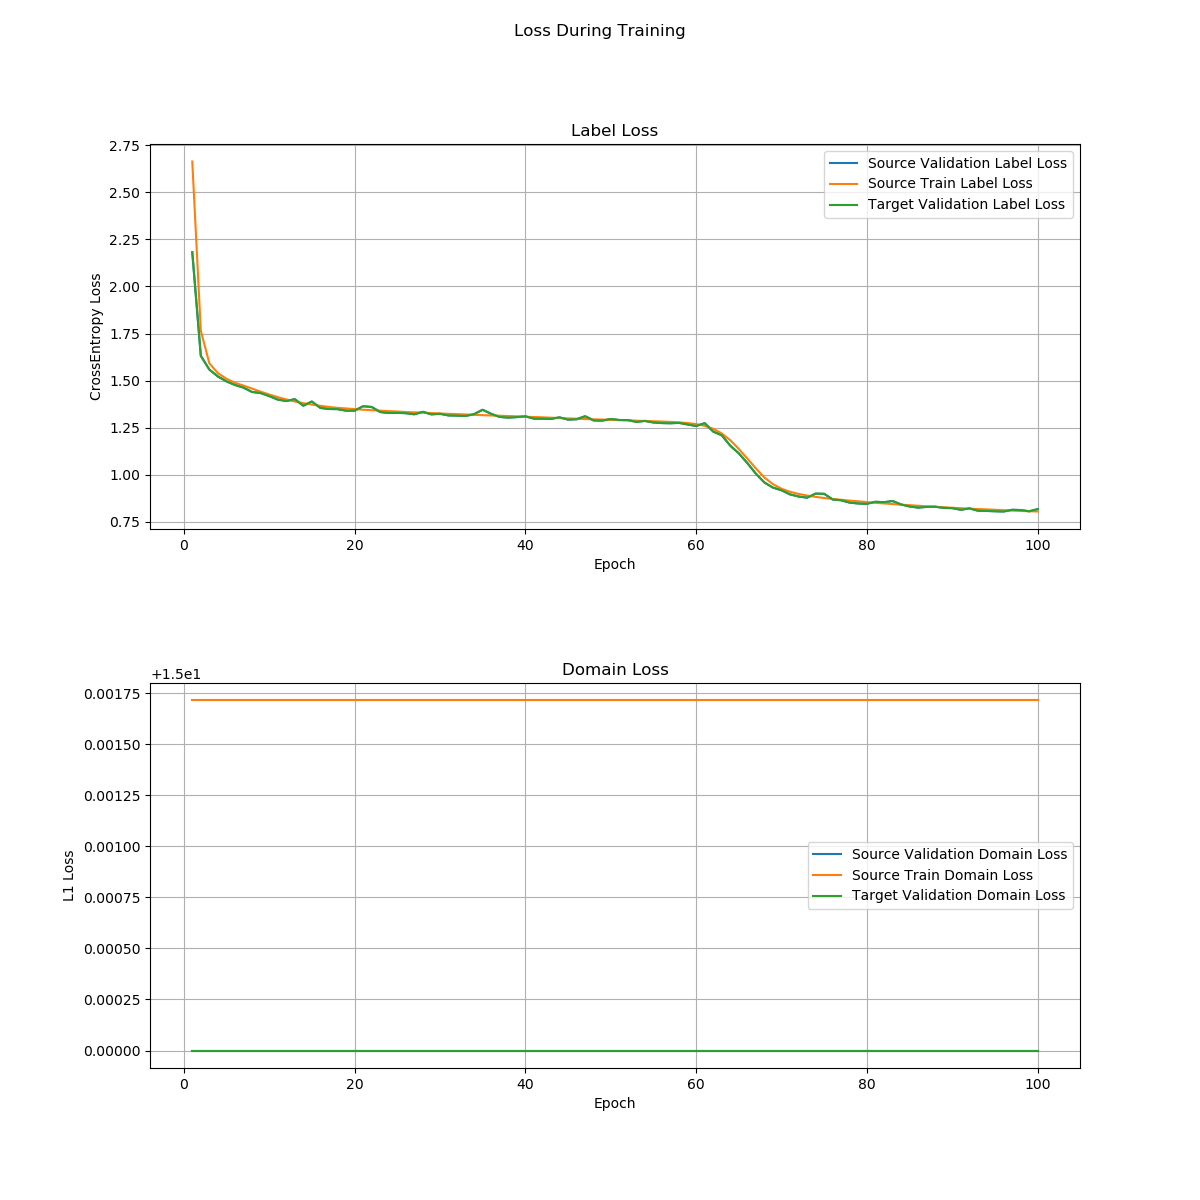 Loss During Training
Label Loss
2.75
2.50
2.25
2.00
1.75
1.50
1.25
1.00
0.75
CrossEntropy Loss
Source Validation Label Loss
Source Train Label Loss
Target Validation Label Loss
0 20 40 60 80 100
Epoch
Domain Loss
+1.5e1
0.00175
0.00150
0.00125
0.00100
0.00075
0.00050
0.00025
0.00000
L1 Loss
Source Validation Domain Loss
Source Train Domain Loss
Target Validation Domain Loss
0 20 40 60 80 100
Epoch